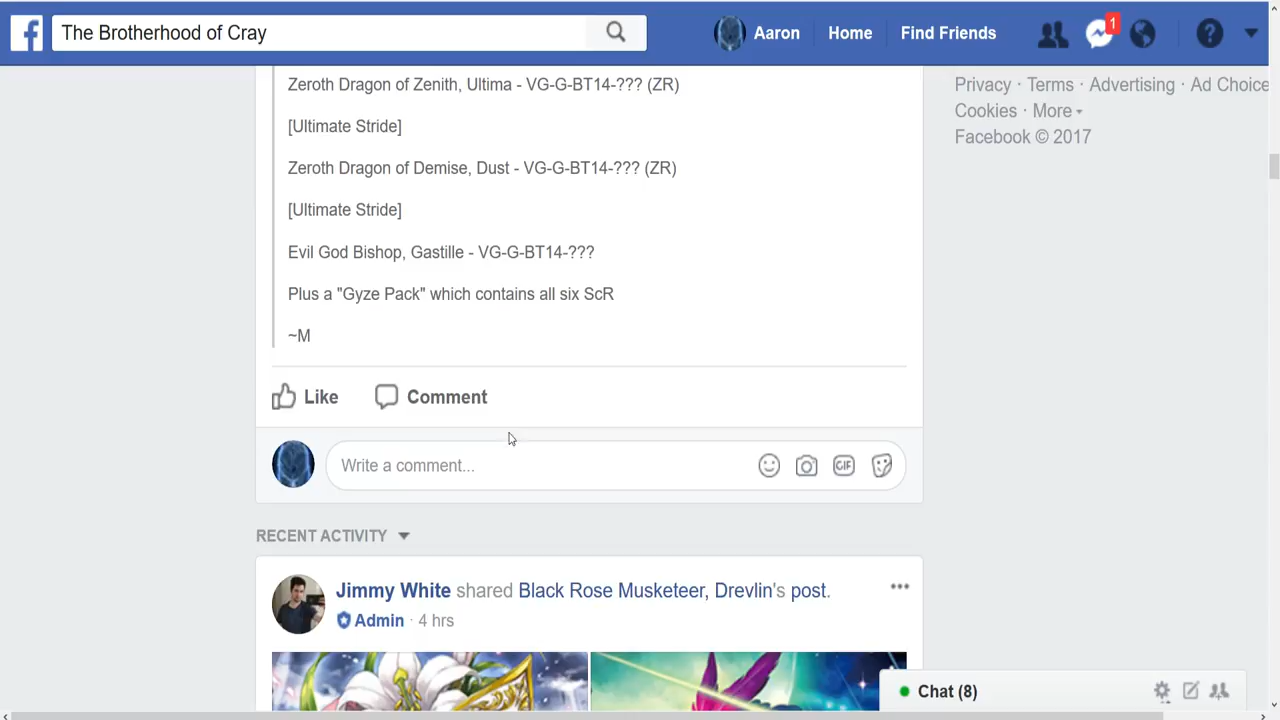 The Brotherhood of Cray
Aaron
Home
Find Friends
1
Zeroth Dragon of Zenith, Ultima - VG-G-BT14-??? (ZR)
[Ultimate Stride]
Zeroth Dragon of Demise, Dust - VG-G-BT14-??? (ZR)
[Ultimate Stride]
Evil God Bishop, Gastille - VG-G-BT14-???
Plus a "Gyze Pack" which contains all six ScR
~M
Like
Comment
Write a comment...
GIF
RECENT ACTIVITY
Jimmy White shared Black Rose Musketeer, Drevlin's post.
Admin · 4 hrs
Privacy · Terms · Advertising · Ad Choice
Cookies · More
Facebook © 2017
Chat (8)